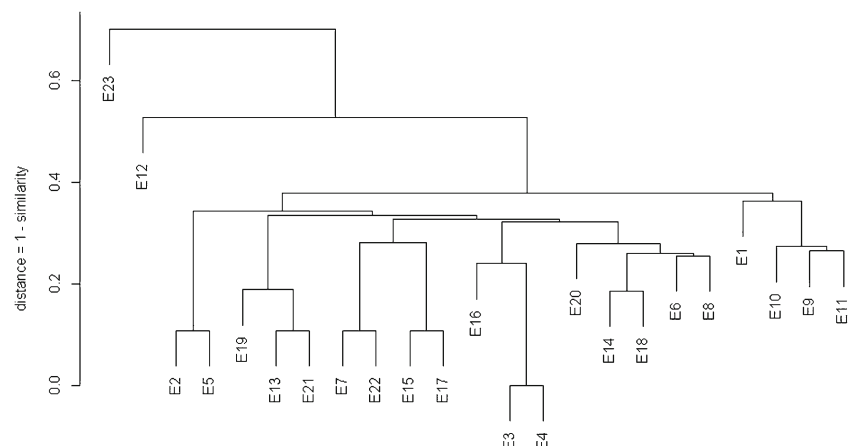 distance = 1 - similarity
0.6
0.4
0.2
0.0
E23
E12
E2
E5
E19
E13
E21
E7
E22
E15
E17
E16
E3
E4
E20
E14
E18
E6
E8
E1
E10
E9
E11